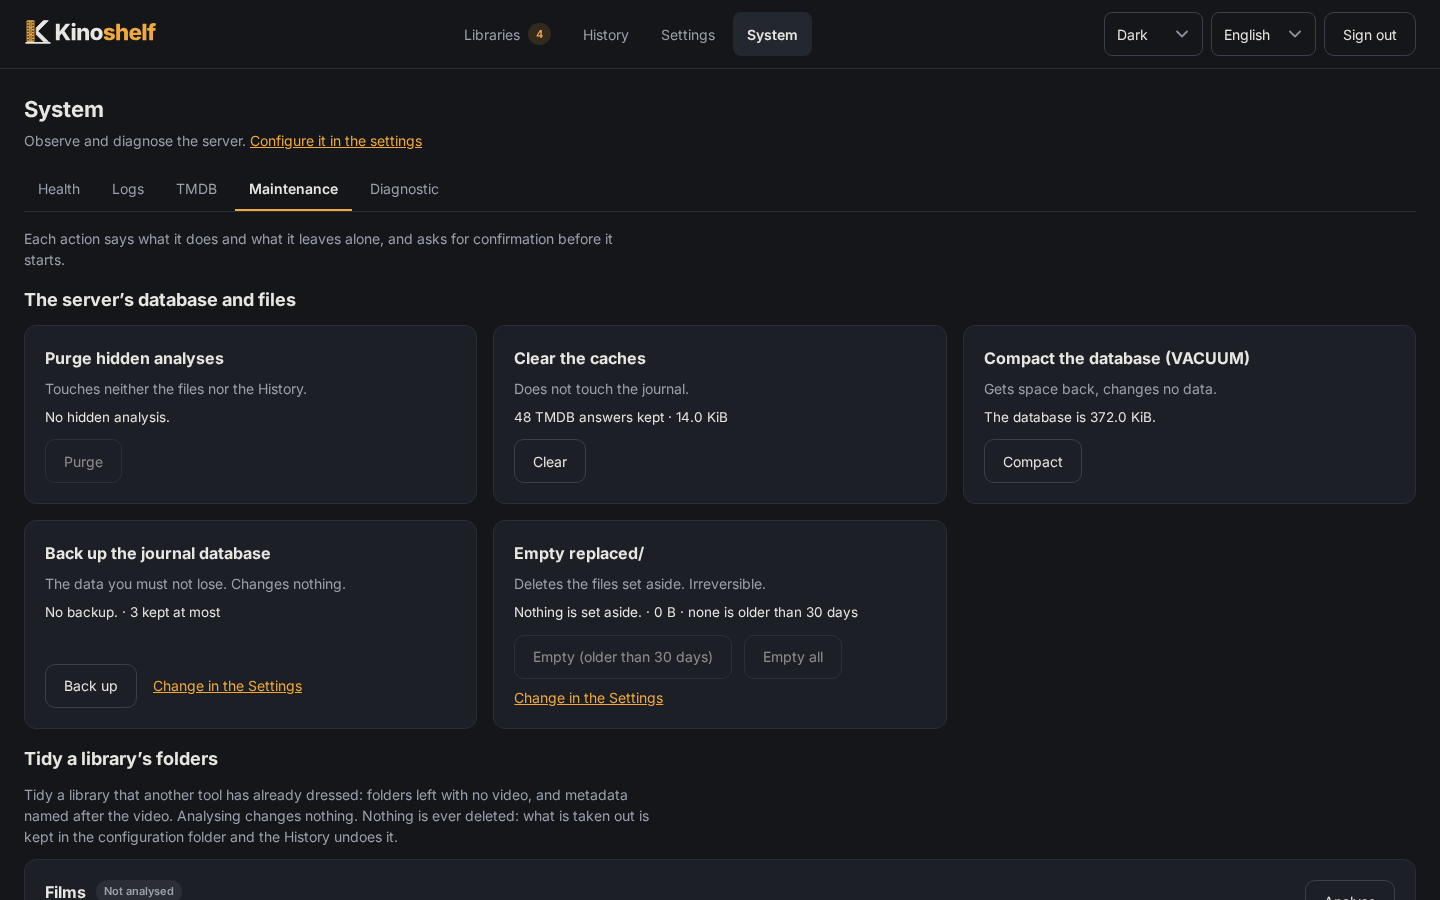 Kinoshelf
Libraries 4
History
Settings
System
Dark
English
Sign out
System
Observe and diagnose the server. Configure it in the settings
Health
Logs
TMDB
Maintenance
Diagnostic
Each action says what it does and what it leaves alone, and asks for confirmation before it
starts.
The server’s database and files
Purge hidden analyses
Touches neither the files nor the History.
No hidden analysis.
Purge
Clear the caches
Does not touch the journal.
48 TMDB answers kept · 14.0 KiB
Clear
Compact the database (VACUUM)
Gets space back, changes no data.
The database is 372.0 KiB.
Compact
Back up the journal database
The data you must not lose. Changes nothing.
No backup. · 3 kept at most
Back up
Change in the Settings
Empty replaced/
Deletes the files set aside. Irreversible.
Nothing is set aside. · 0 B · none is older than 30 days
Empty (older than 30 days)
Empty all
Change in the Settings
Tidy a library’s folders
Tidy a library that another tool has already dressed: folders left with no video, and metadata
named after the video. Analysing changes nothing. Nothing is ever deleted: what is taken out is
kept in the configuration folder and the History undoes it.
Films
Not analysed